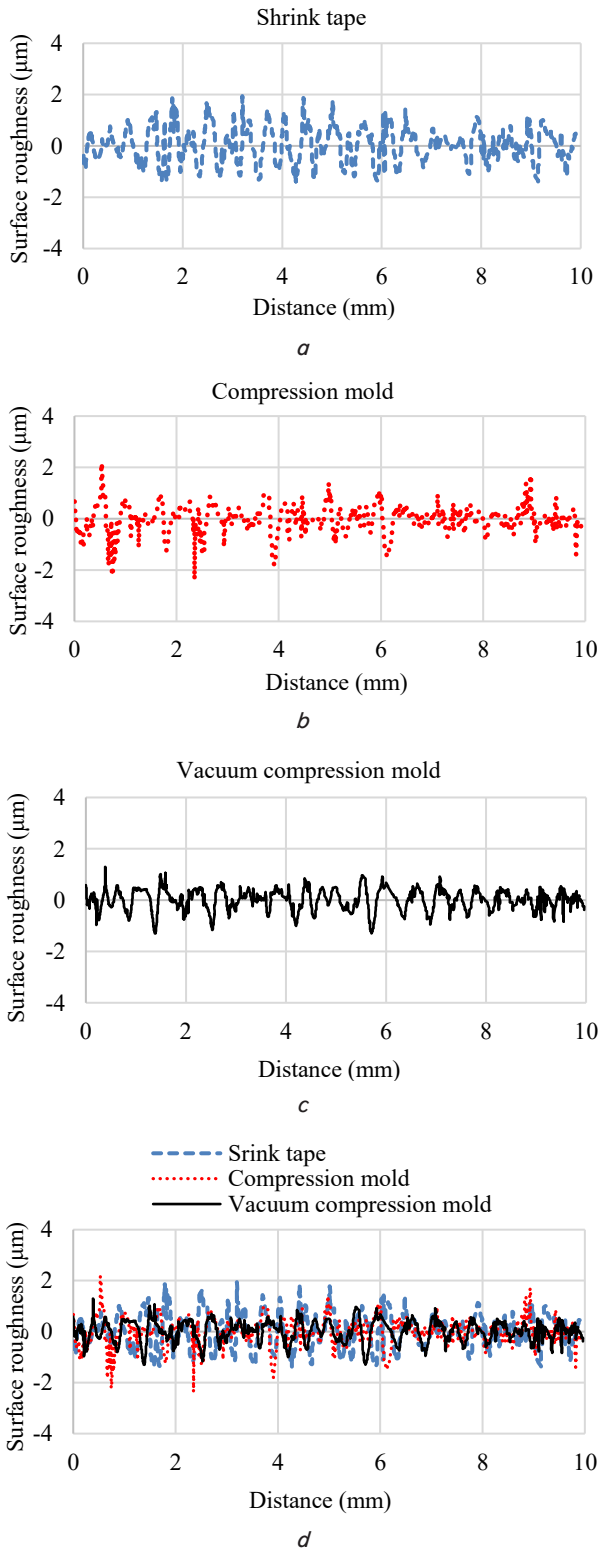 Shrink tape
Surface roughness (μm)
4
2
0
-2
-4
0 2 4 6 8 10
Distance (mm)
a
Compression mold
Surface roughness (μm)
4
2
0
-2
-4
0 2 4 6 8 10
Distance (mm)
b
Vacuum compression mold
Surface roughness (μm)
4
2
0
-2
-4
0 2 4 6 8 10
Distance (mm)
c
Srink tape
Compression mold
Vacuum compression mold
Surface roughness (μm)
4
2
0
-2
-4
0 2 4 6 8 10
Distance (mm)
d